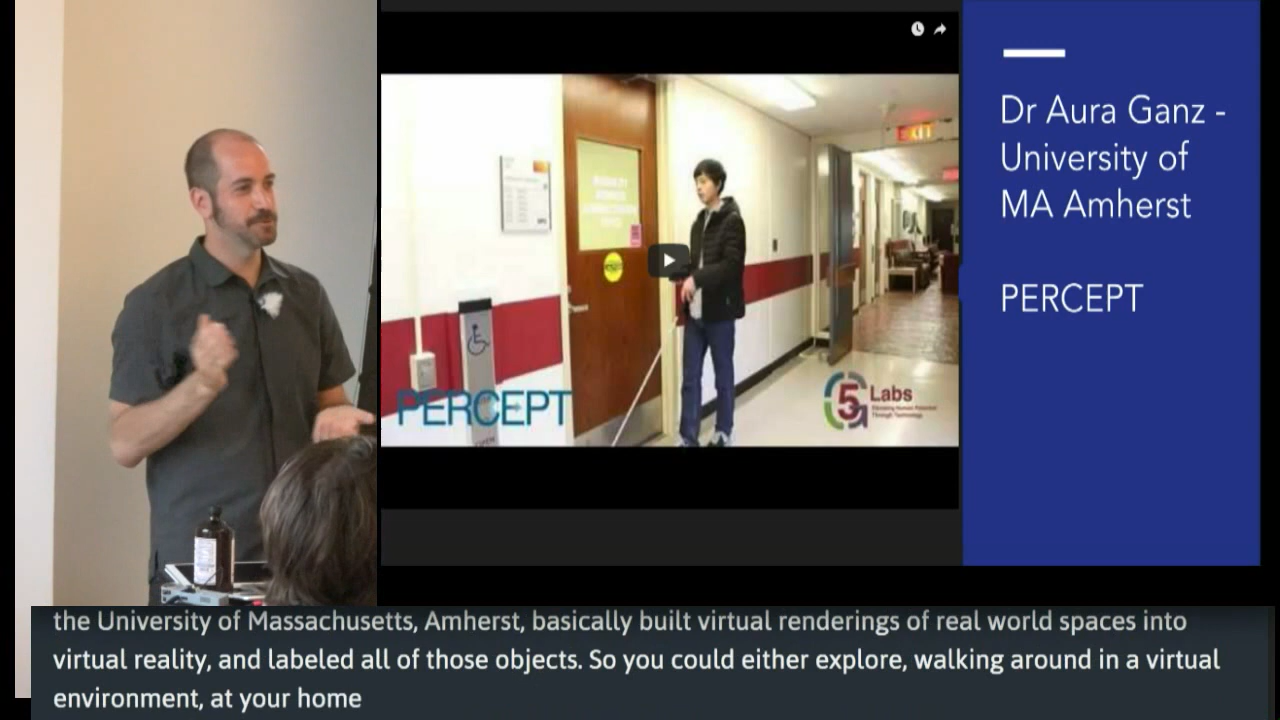 Dr Aura Ganz -
University of
MA Amherst
PERCEPT
EXIT
PERCEPT
5G
Labs
OPEN
the University of Massachusetts, Amherst, basically built virtual renderings of real world spaces into
virtual reality, and labeled all of those objects. So you could either explore, walking around in a virtual
environment, at your home